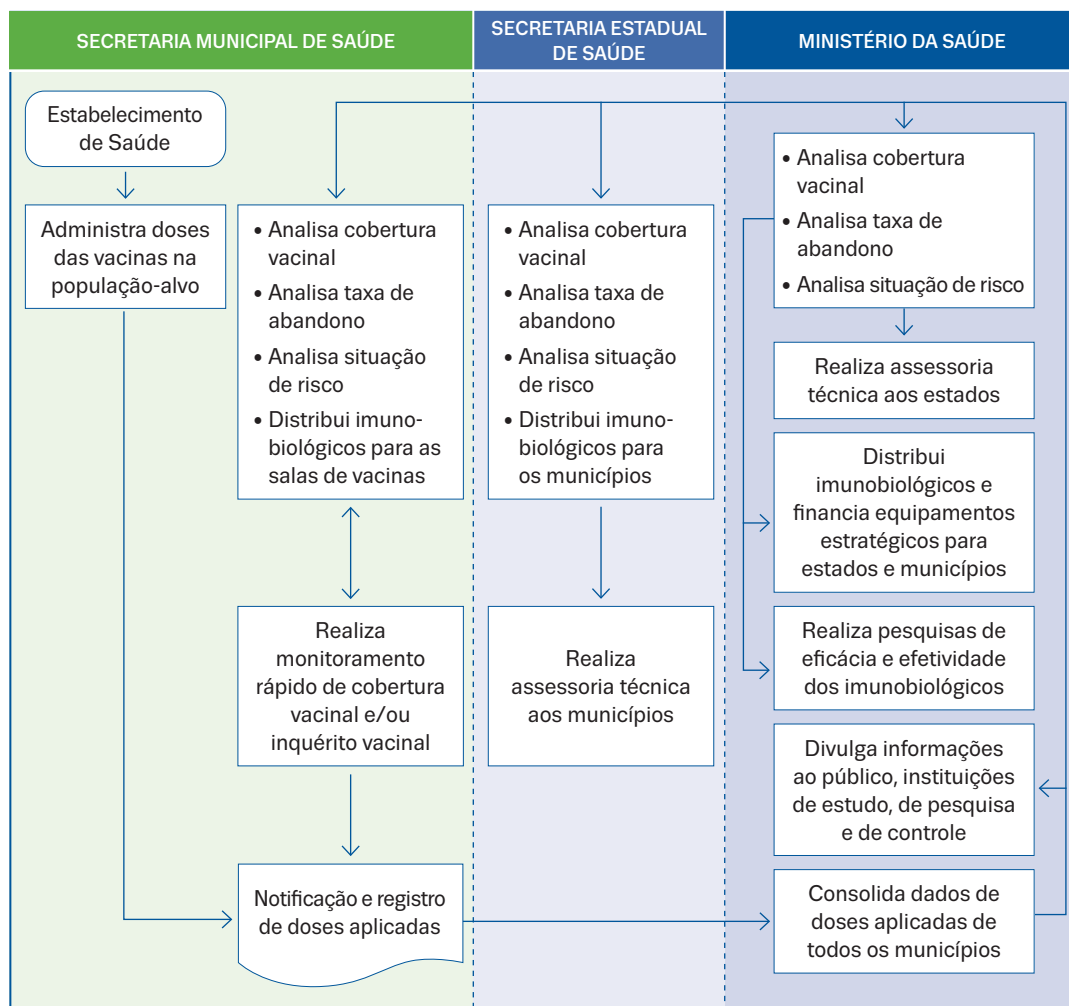 SECRETARIA MUNICIPAL DE SAÚDE
SECRETARIA ESTADUAL
DE SAÚDE
MINISTÉRIO DA SAÚDE
Estabelecimento
de Saúde
Administra doses
das vacinas na
população-alvo
• Analisa cobertura
vacinal
• Analisa taxa de
abandono
• Analisa situação
de risco
• Distribui imuno-
biológicos para as
salas de vacinas
Realiza
monitoramento
rápido de cobertura
vacinal e/ou
inquérito vacinal
Notificação e registro
de doses aplicadas
• Analisa cobertura
vacinal
• Analisa taxa de
abandono
• Analisa situação
de risco
• Distribui imuno-
biológicos para
os municípios
Realiza
assessoria técnica
aos municípios
• Analisa cobertura
vacinal
• Analisa taxa de
abandono
• Analisa situação de risco
Realiza assessoria
técnica aos estados
Distribui
imunobiológicos e
financia equipamentos
estratégicos para
estados e municípios
Realiza pesquisas de
eficácia e efetividade
dos imunobiológicos
Divulga informações
ao público, instituições
de estudo, de pesquisa
e de controle
Consolida dados de
doses aplicadas de
todos os municípios